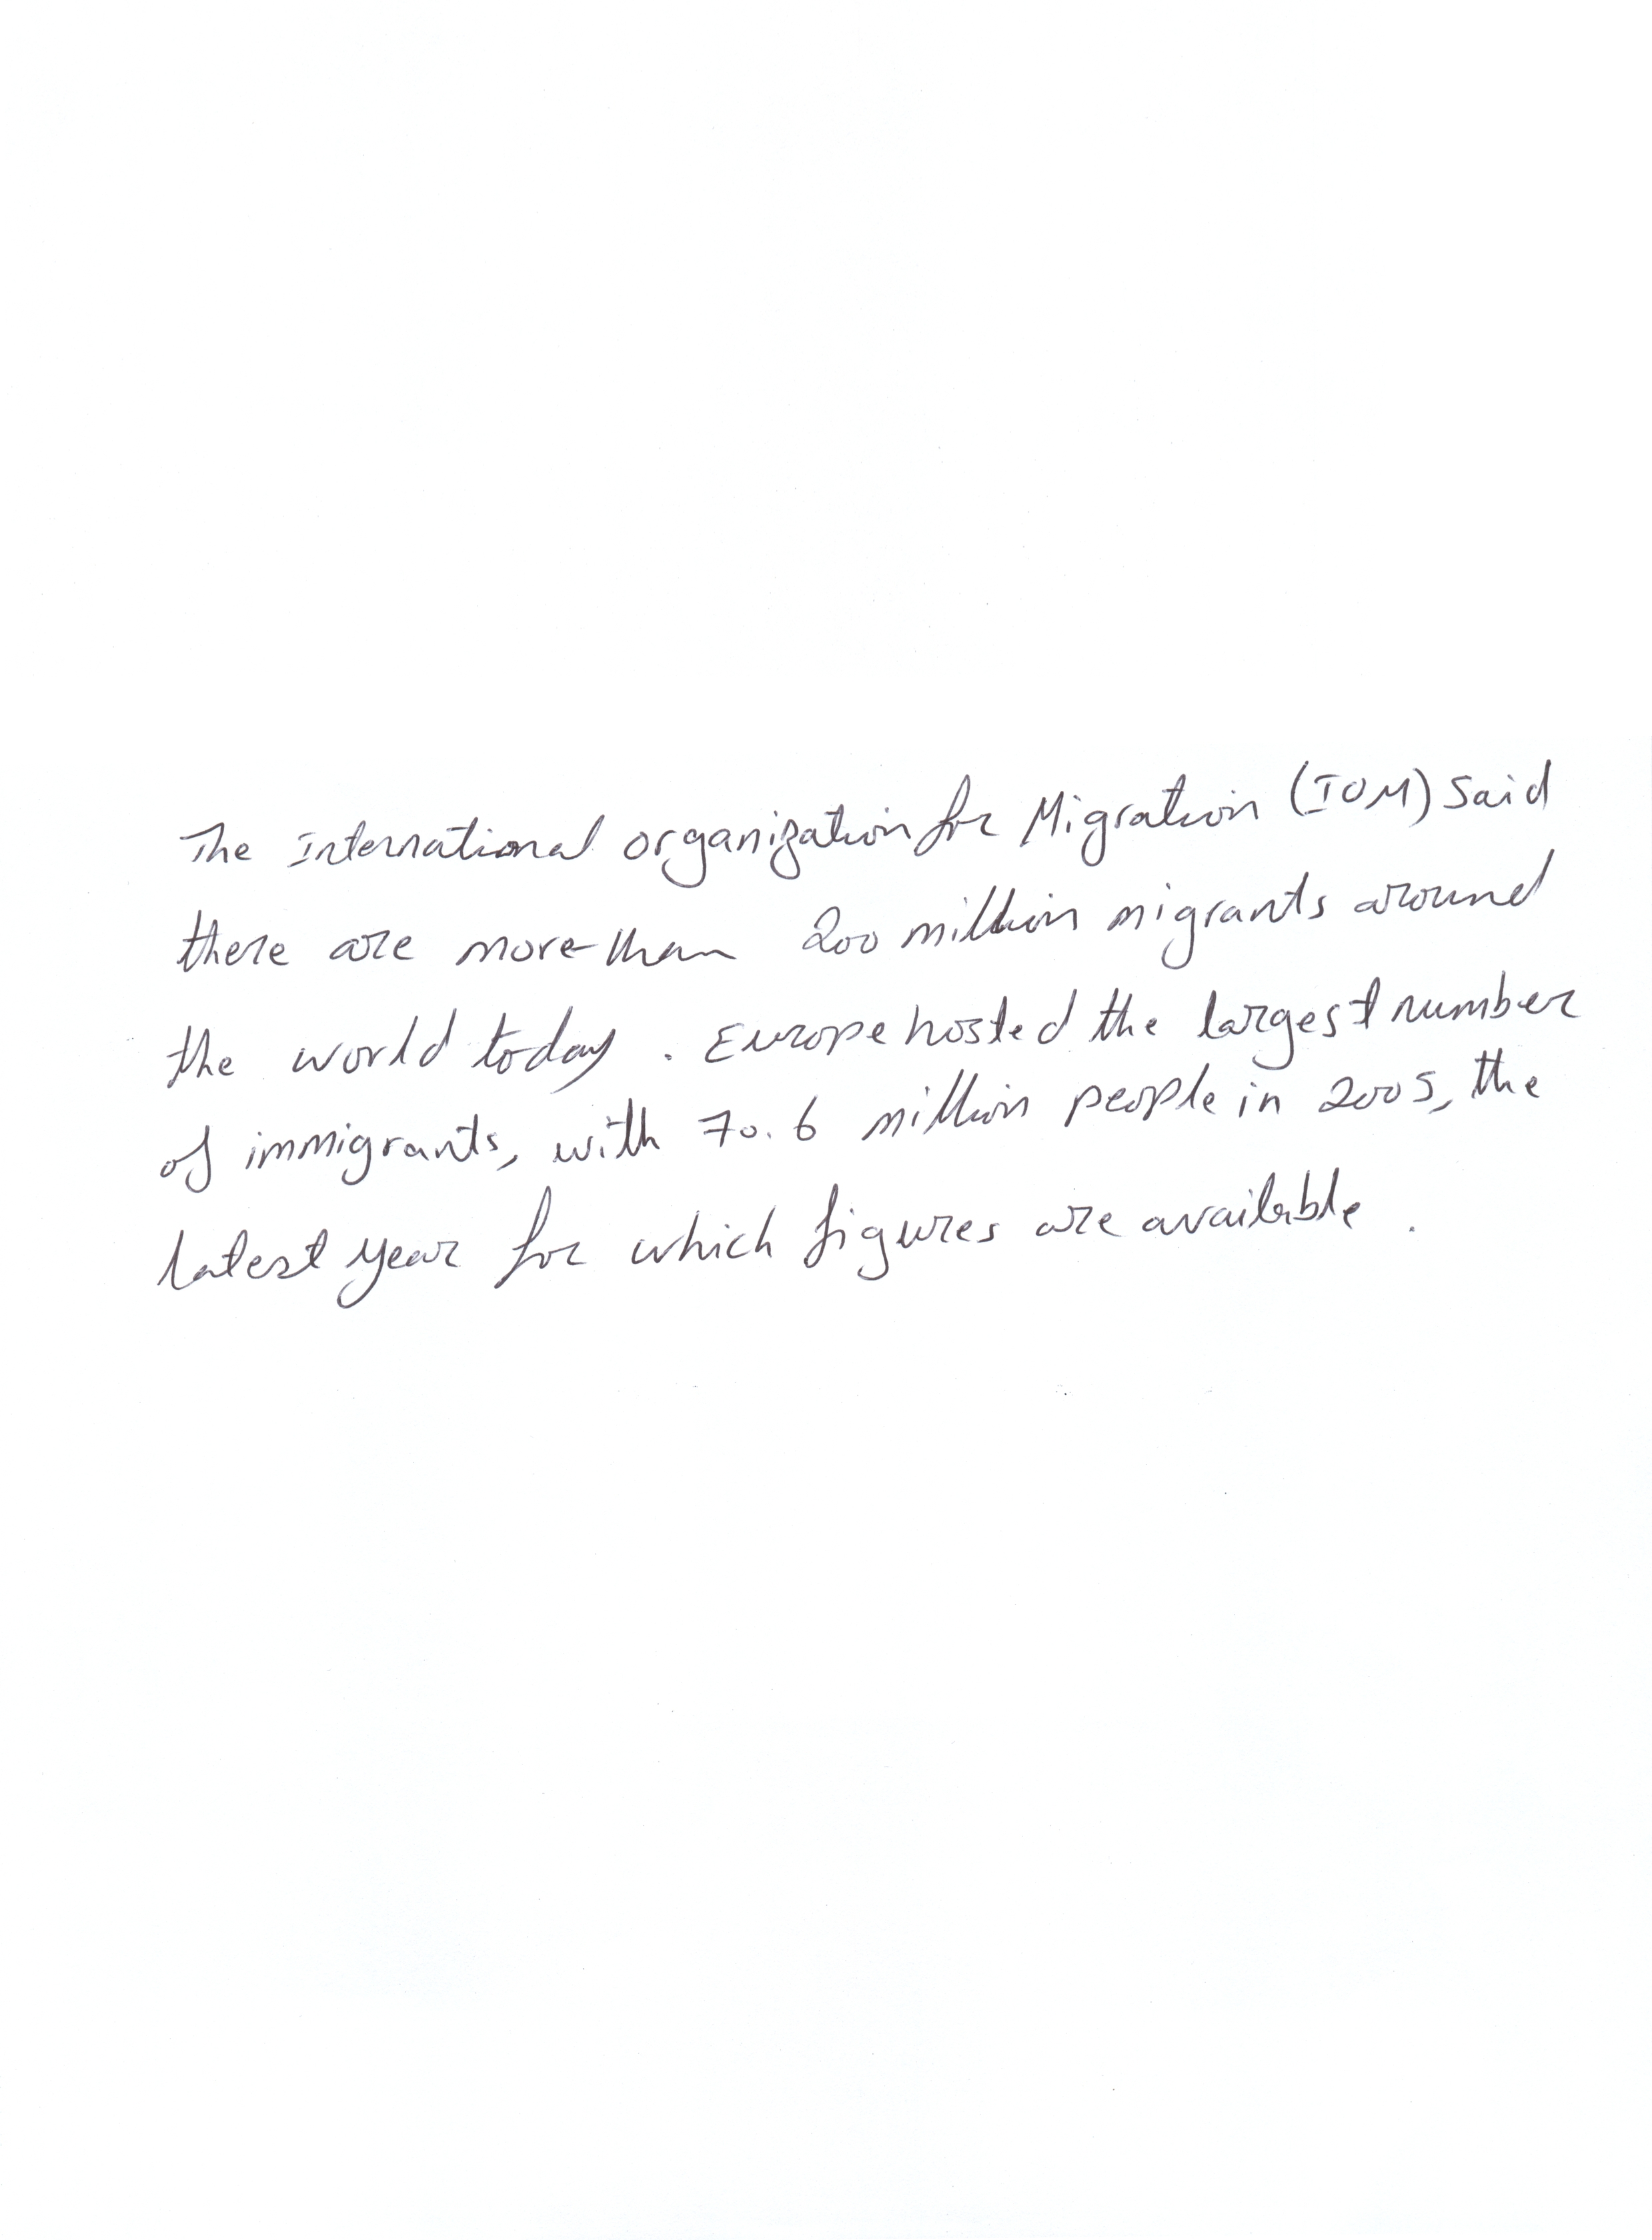 The International organization for Migration (IOM) said
there are more than 200 million migrants around
the world today. Europe hosted the largest number
of immigrants, with 70.6 million people in 2005, the
latest year for which figures are available.